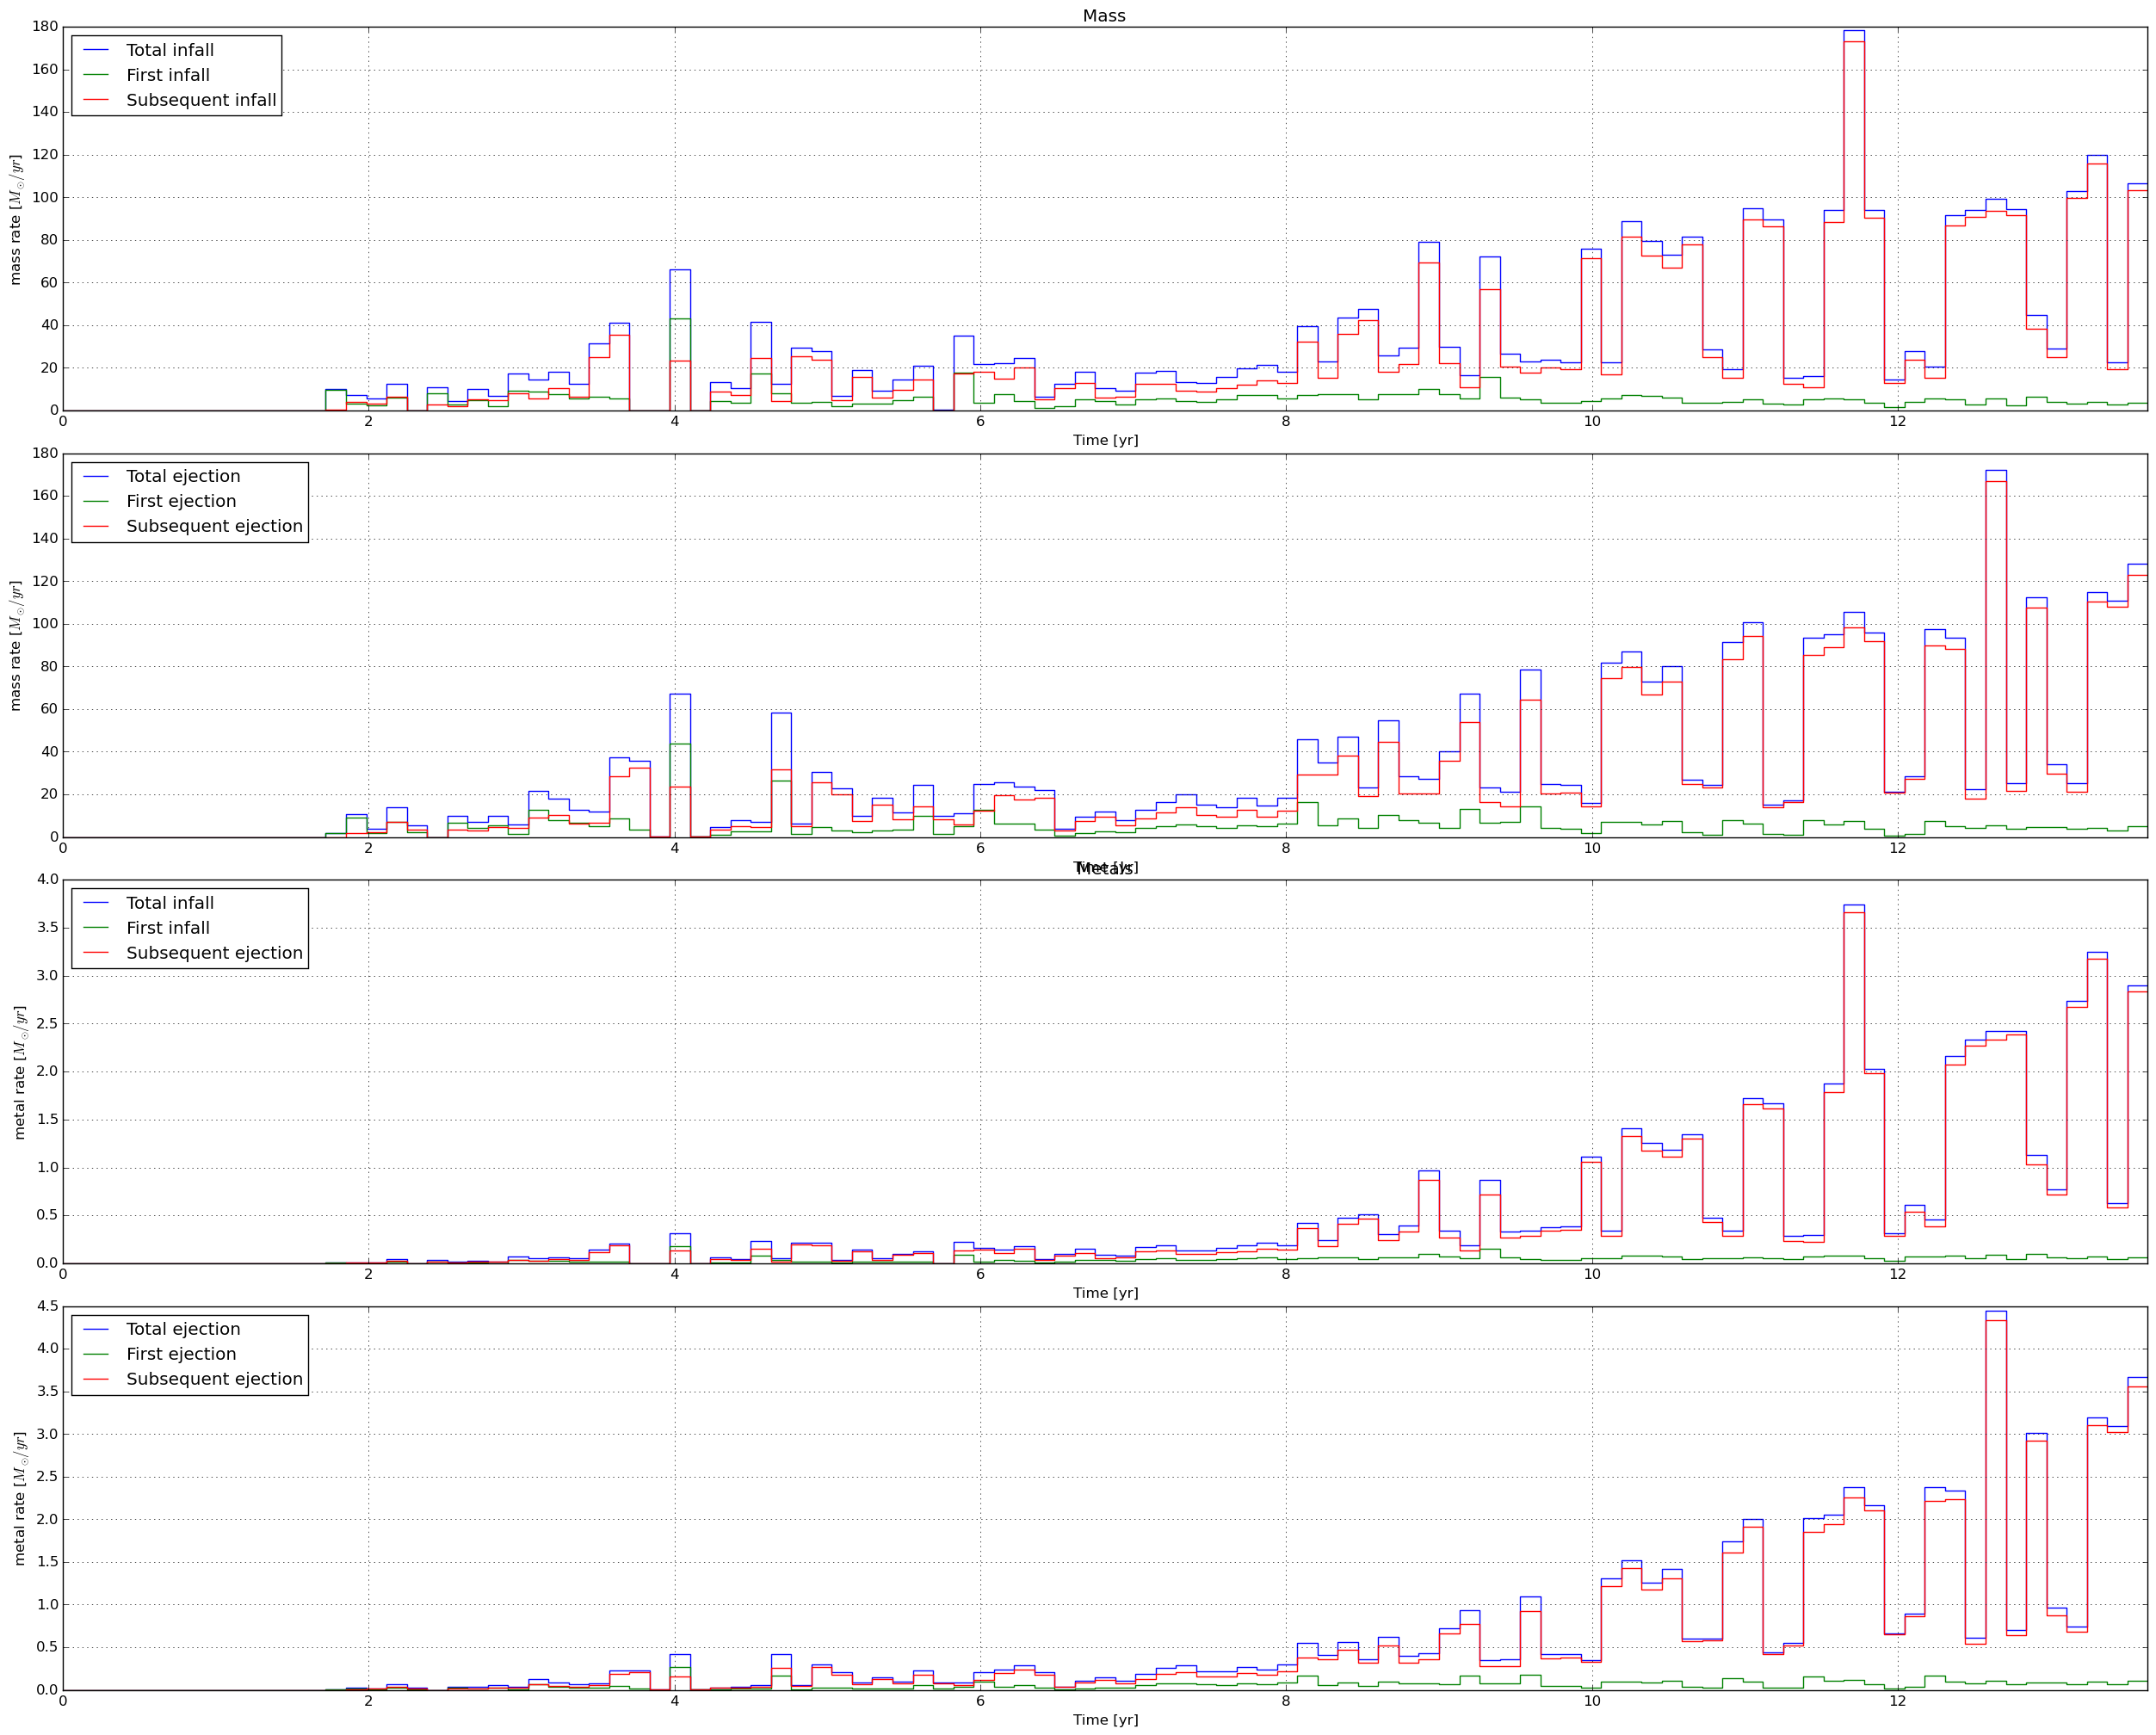 Mass
180
160
140
120
100
80
60
40
20
0
mass rate [M_⊙/yr]
Total infall
First infall
Subsequent infall
0 2 4 6 8 10 12
Time [yr]
180
160
140
120
100
80
60
40
20
0
mass rate [M_⊙/yr]
Total ejection
First ejection
Subsequent ejection
0 2 4 6 8 10 12
Time [yr]
Metals
4.0
3.5
3.0
2.5
2.0
1.5
1.0
0.5
0.0
metal rate [M_⊙/yr]
Total infall
First infall
Subsequent ejection
0 2 4 6 8 10 12
Time [yr]
4.5
4.0
3.5
3.0
2.5
2.0
1.5
1.0
0.5
0.0
metal rate [M_⊙/yr]
Total ejection
First ejection
Subsequent ejection
0 2 4 6 8 10 12
Time [yr]